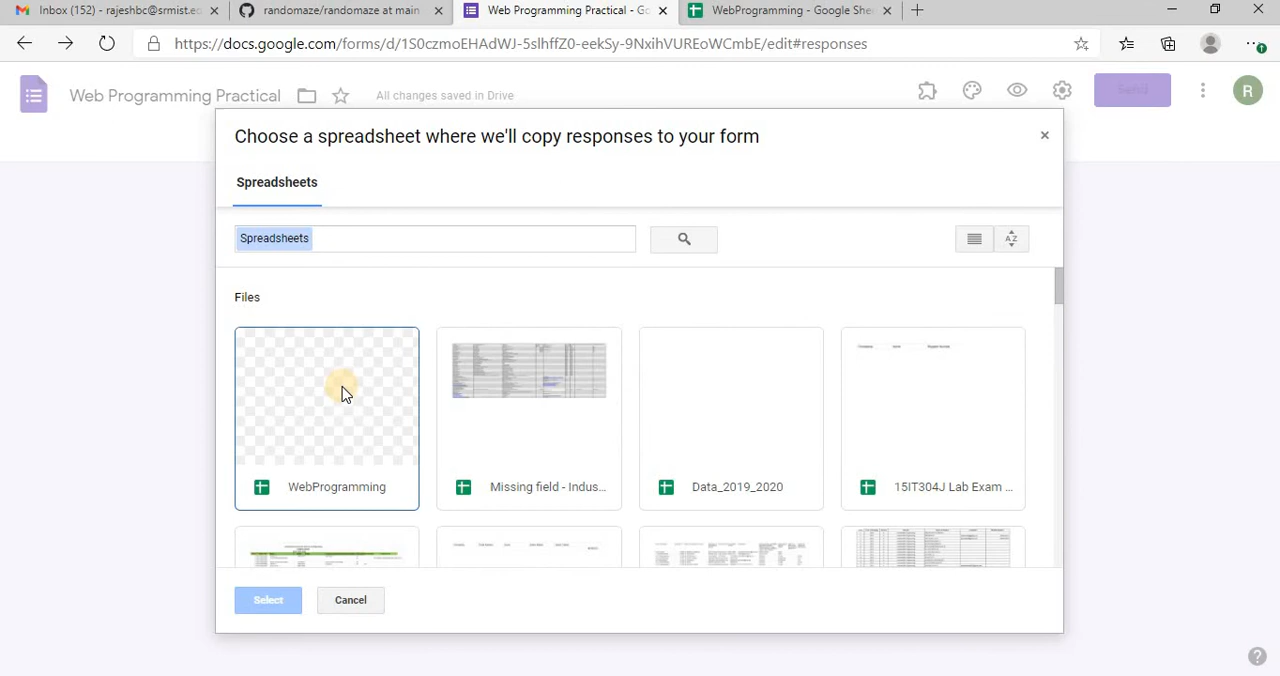 Inbox (152) - rajeshbc@srmist.ec
randomaze/randomaze at main
Web Programming Practical - Go
WebProgramming - Google Shee
https://docs.google.com/forms/d/1S0czmoEHAdWJ-5slhffZ0-eekSy-9NxihVUREoWCmbE/edit#responses
Web Programming Practical
All changes saved in Drive
Send
R
Choose a spreadsheet where we'll copy responses to your form
Spreadsheets
Spreadsheets
AZ
Files
WebProgramming
Missing field - Indus...
Data_2019_2020
15IT304J Lab Exam ...
Select
Cancel